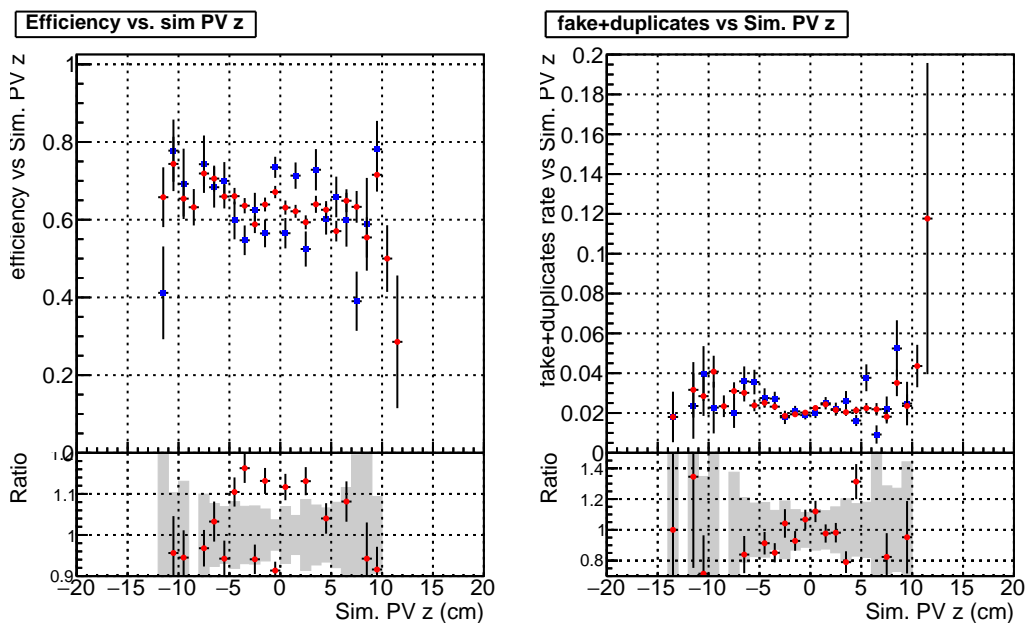 Efficiency vs. sim PV z
efficiency vs Sim. PV z
1
0.8
0.6
0.4
0.2
0
Ratio
1.1
1
0.9
−20 −15 −10 −5 0 5 10 15 20
Sim. PV z (cm)
fake+duplicates vs Sim. PV z
fake+duplicates rate vs Sim. PV z
0.2
0.18
0.16
0.14
0.12
0.1
0.08
0.06
0.04
0.02
0
Ratio
1.4
1.2
1
0.8
−20 −15 −10 −5 0 5 10 15 20
Sim. PV z (cm)